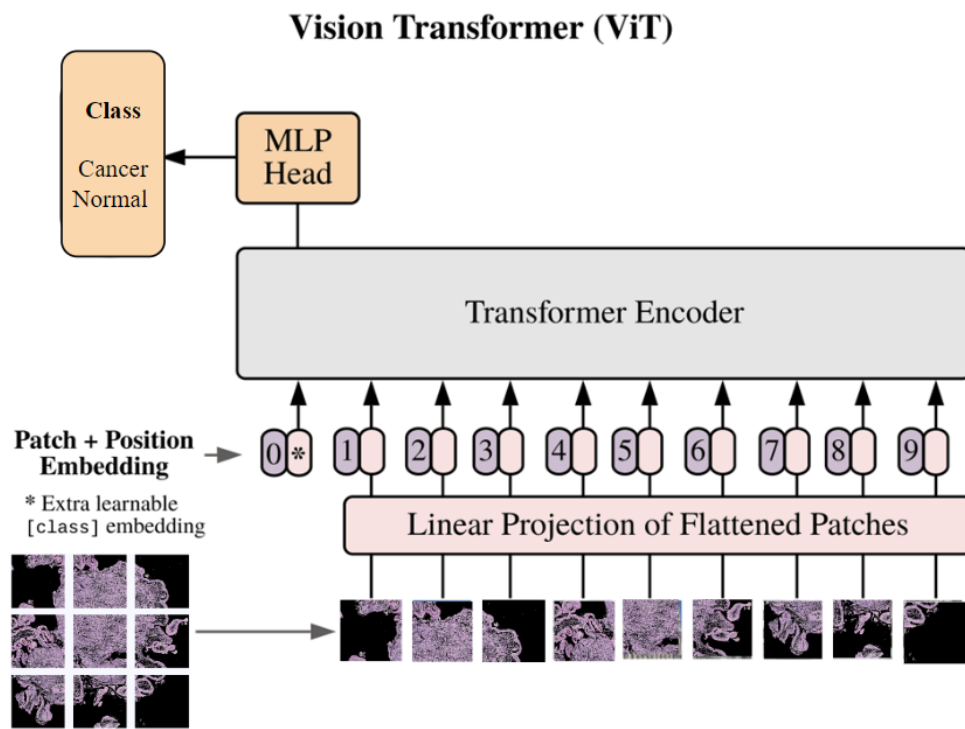 Vision Transformer (ViT)
Class
Cancer
Normal
MLP
Head
Transformer Encoder
Patch + Position
Embedding
0 * 1 2 3 4 5 6 7 8 9
* Extra learnable
[class] embedding
Linear Projection of Flattened Patches